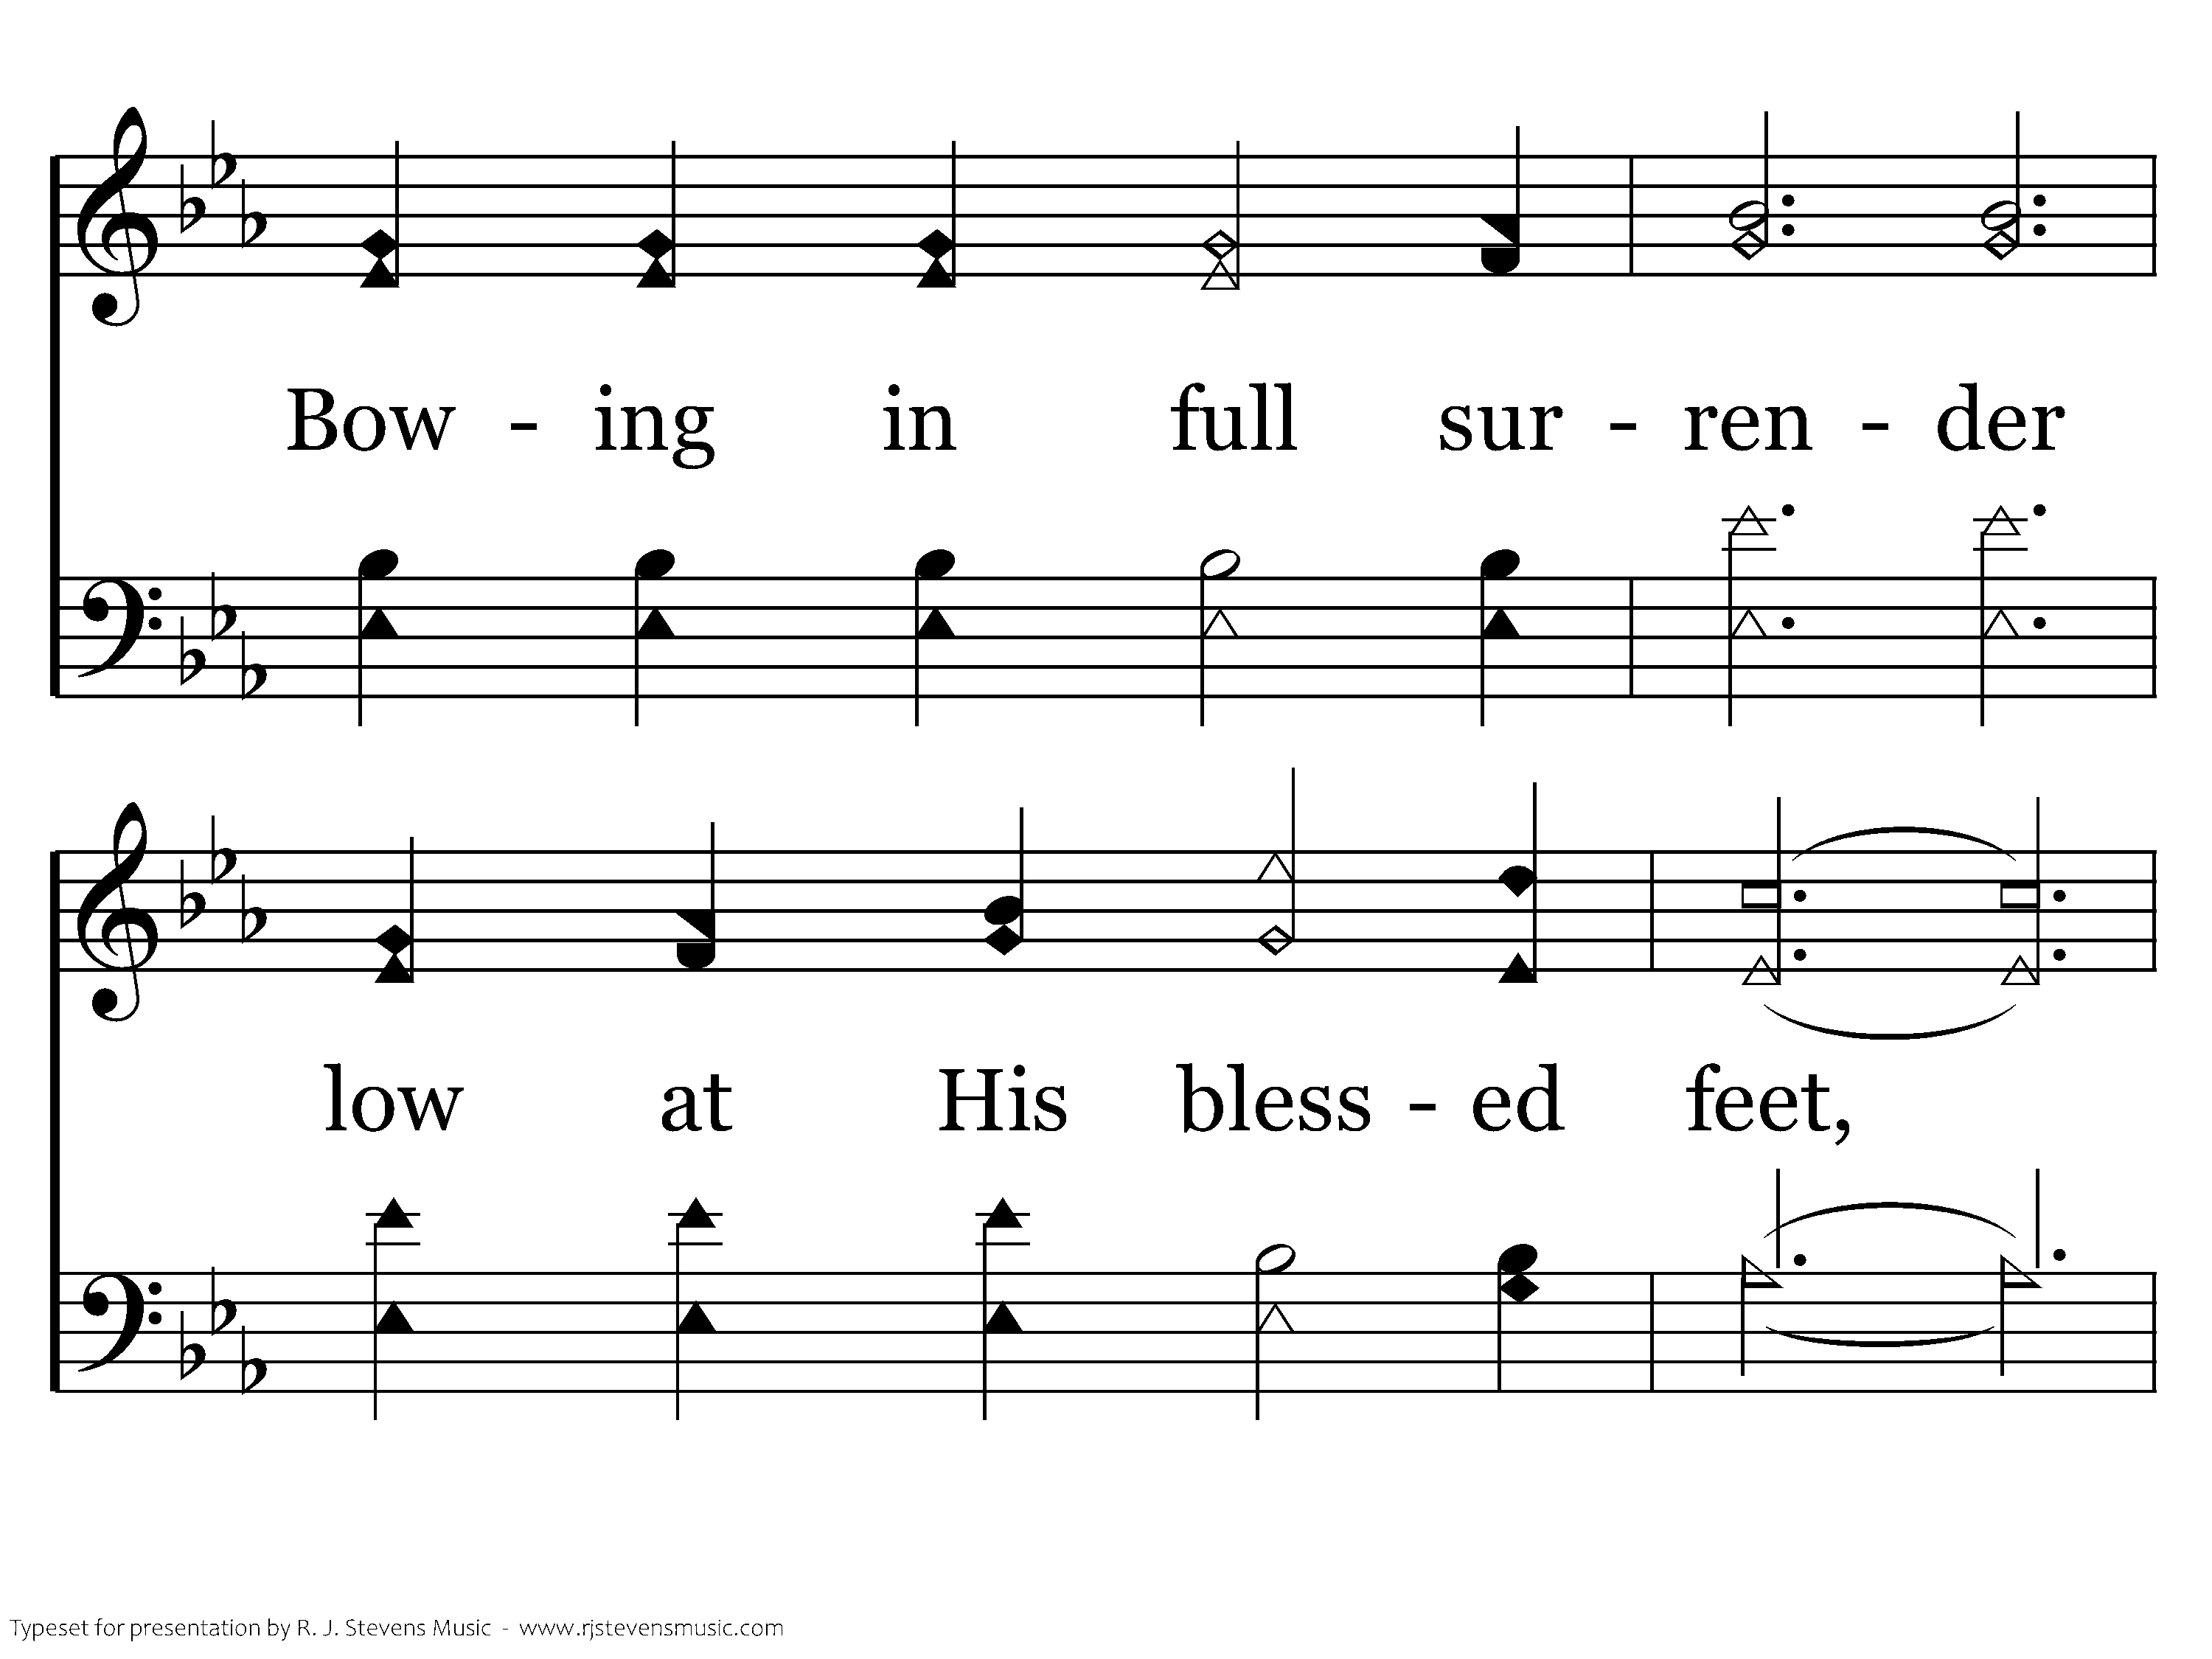 Bow - ing in full sur - ren - der
low at His bless - ed feet,
Typeset for presentation by R. J. Stevens Music - www.rjstevensmusic.com